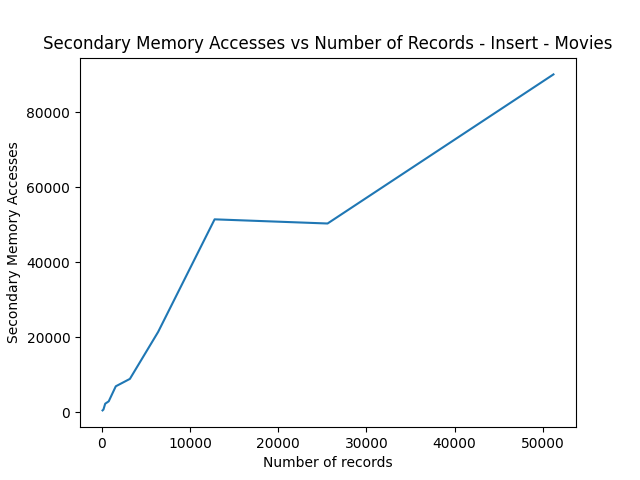 Secondary Memory Accesses vs Number of Records - Insert - Movies
Secondary Memory Accesses
80000
60000
40000
20000
0
0 10000 20000 30000 40000 50000
Number of records